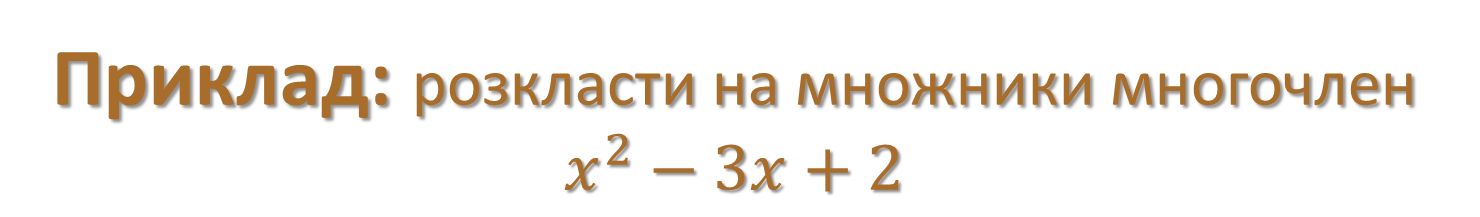 Приклад: розкласти на множники многочлен
x² − 3x + 2